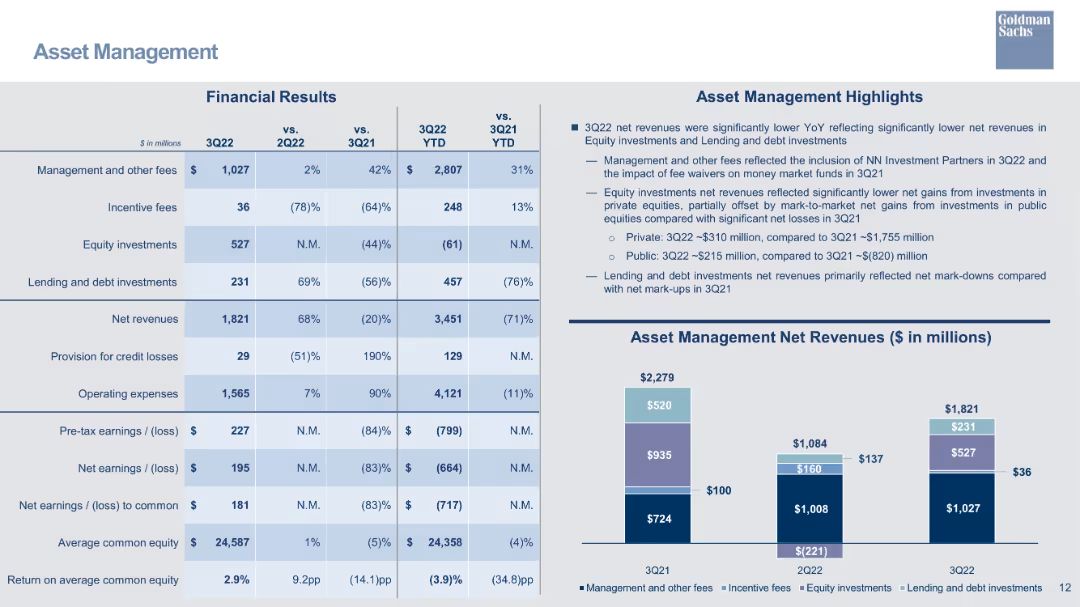 Goldman
Sachs
Asset Management
Financial Results
$ in millions 3Q22 vs. 2Q22 vs. 3Q21 3Q22 YTD vs. 3Q21 YTD
Management and other fees $ 1,027 2% 42% $ 2,807 31%
Incentive fees 36 (78)% (64)% 248 13%
Equity investments 527 N.M. (44)% (61) N.M.
Lending and debt investments 231 69% (56)% 457 (76)%
Net revenues 1,821 68% (20)% 3,451 (71)%
Provision for credit losses 29 (51)% 190% 129 N.M.
Operating expenses 1,565 7% 90% 4,121 (11)%
Pre-tax earnings / (loss) $ 227 N.M. (84)% $ (799) N.M.
Net earnings / (loss) $ 195 N.M. (83)% $ (664) N.M.
Net earnings / (loss) to common $ 181 N.M. (83)% $ (717) N.M.
Average common equity $ 24,587 1% (5)% $ 24,358 (4)%
Return on average common equity 2.9% 9.2pp (14.1)pp (3.9)% (34.8)pp
Asset Management Highlights
■ 3Q22 net revenues were significantly lower YoY reflecting significantly lower net revenues in
Equity investments and Lending and debt investments
— Management and other fees reflected the inclusion of NN Investment Partners in 3Q22 and
the impact of fee waivers on money market funds in 3Q21
— Equity investments net revenues reflected significantly lower net gains from investments in
private equities, partially offset by mark-to-market net gains from investments in public
equities compared with significant net losses in 3Q21
○ Private: 3Q22 ~$310 million, compared to 3Q21 ~$1,755 million
○ Public: 3Q22 ~$215 million, compared to 3Q21 ~$(820) million
— Lending and debt investments net revenues primarily reflected net mark-downs compared
with net mark-ups in 3Q21
Asset Management Net Revenues ($ in millions)
$2,279
$520
$935
$100
$724
$1,084
$137
$160
$1,008
$(221)
$1,821
$231
$527
$36
$1,027
3Q21 2Q22 3Q22
■ Management and other fees ■ Incentive fees ■ Equity investments ■ Lending and debt investments
12